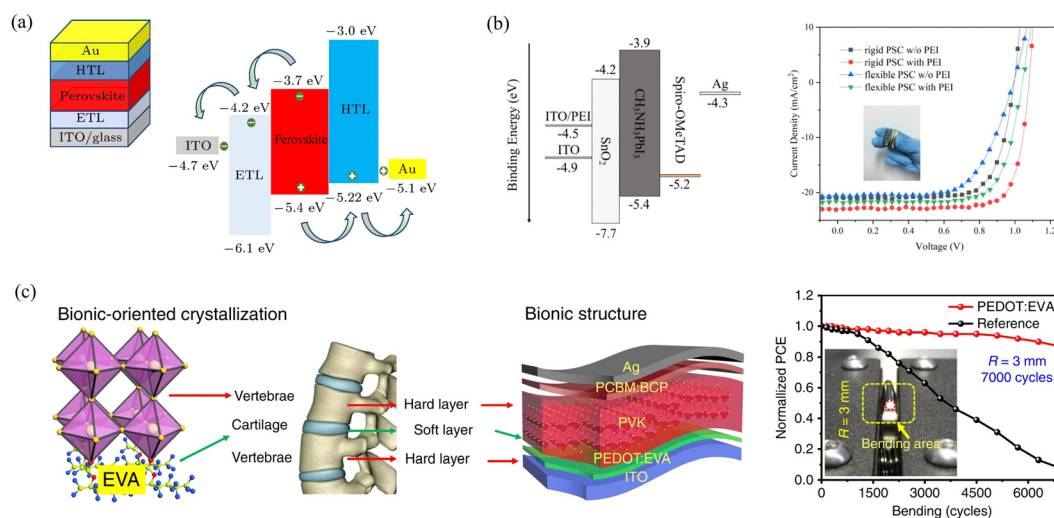 (a)
Au
HTL
Perovskite
ETL
ITO/glass
−3.0 eV
−3.7 eV
HTL
−4.2 eV
ITO
−4.7 eV
Perovskite
ETL
Au
−5.1 eV
−5.4 eV
−5.22 eV
−6.1 eV
(b)
Binding Energy (eV)
-3.9
-4.2
ITO/PEI
-4.5
ITO
-4.9
SnO2
CH3NH3PbI3
Spiro-OMeTAD
Ag
-4.3
-5.2
-5.4
-7.7
Current Density (mA/cm²)
10
0
-10
-20
rigid PSC w/o PEI
rigid PSC with PEI
flexible PSC w/o PEI
flexible PSC with PEI
0.0 0.2 0.4 0.6 0.8 1.0 1.2
Voltage (V)
(c)
Bionic-oriented crystallization
EVA
Vertebrae
Cartilage
Vertebrae
Hard layer
Soft layer
Hard layer
Bionic structure
Ag
PCBM:BCP
PVK
PEDOT:EVA
ITO
Normallized PCE
1.0
0.8
0.6
0.4
0.2
0.0
PEDOT:EVA
Reference
R = 3 mm
7000 cycles
R = 3 mm
Bending area
0 1500 3000 4500 6000
Bending (cycles)